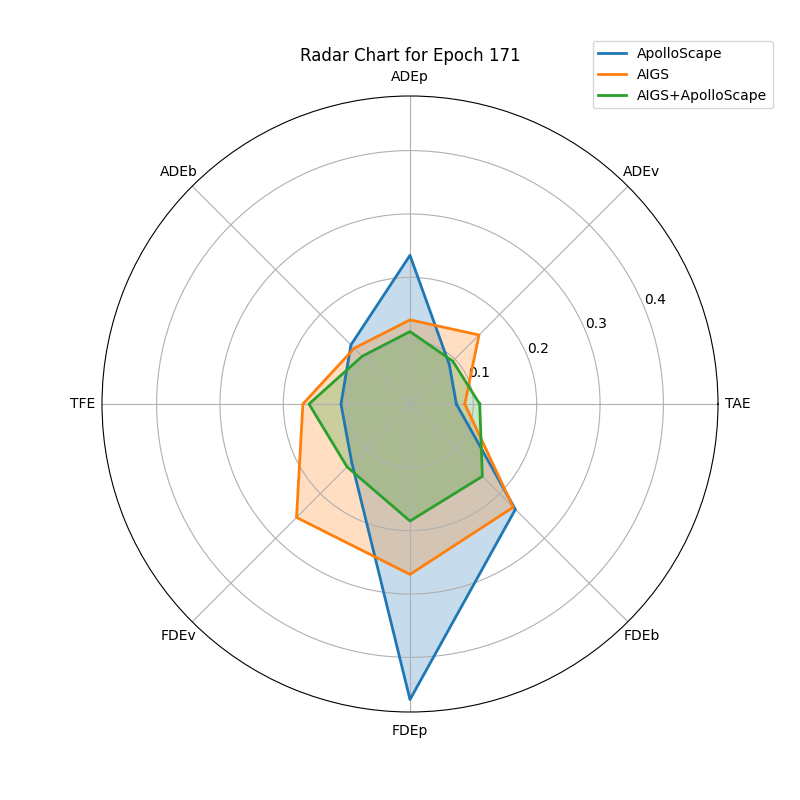 Radar Chart for Epoch 171
ApolloScape
AIGS
AIGS+ApolloScape
ADEp
ADEb
ADEv
0.4
0.3
0.2
0.1
TFE
TAE
FDEv
FDEb
FDEp